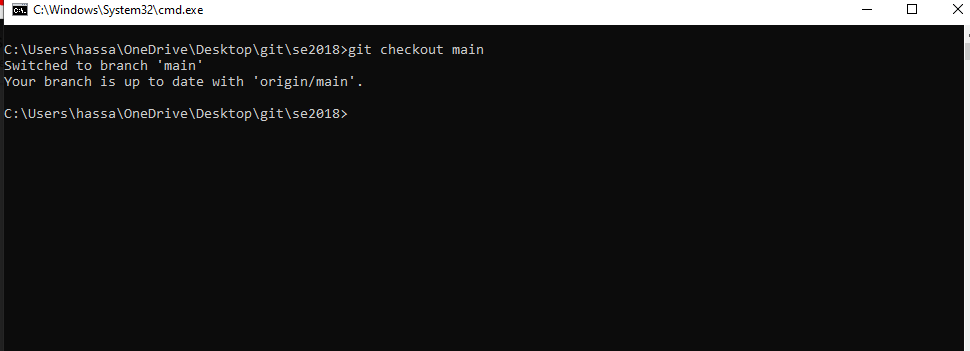 C:\Windows\System32\cmd.exe
C:\Users\hassa\OneDrive\Desktop\git\se2018>git checkout main
Switched to branch 'main'
Your branch is up to date with 'origin/main'.
C:\Users\hassa\OneDrive\Desktop\git\se2018>